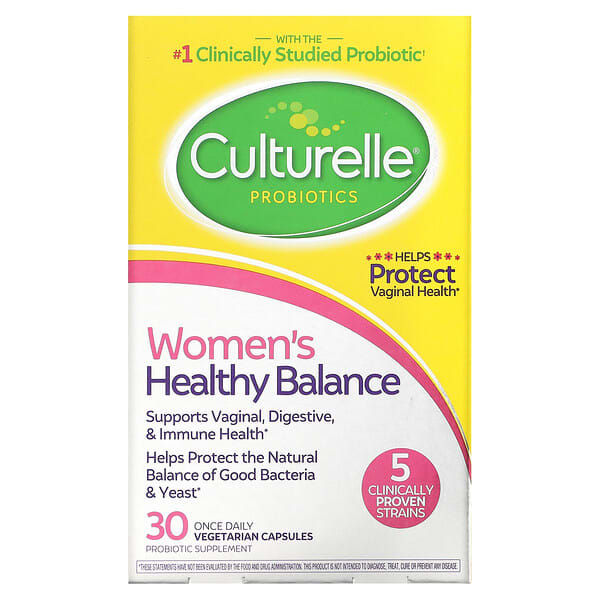 WITH THE
#1 Clinically Studied Probiotic†
Culturelle®
PROBIOTICS
HELPS
Protect
Vaginal Health*
Women's
Healthy Balance
Supports Vaginal, Digestive,
& Immune Health*
Helps Protect the Natural
Balance of Good Bacteria
& Yeast*
5
CLINICALLY
PROVEN
STRAINS
30 ONCE DAILY
VEGETARIAN CAPSULES
PROBIOTIC SUPPLEMENT
*THESE STATEMENTS HAVE NOT BEEN EVALUATED BY THE FOOD AND DRUG ADMINISTRATION. THIS PRODUCT IS NOT INTENDED TO DIAGNOSE, TREAT, CURE OR PREVENT ANY DISEASE.